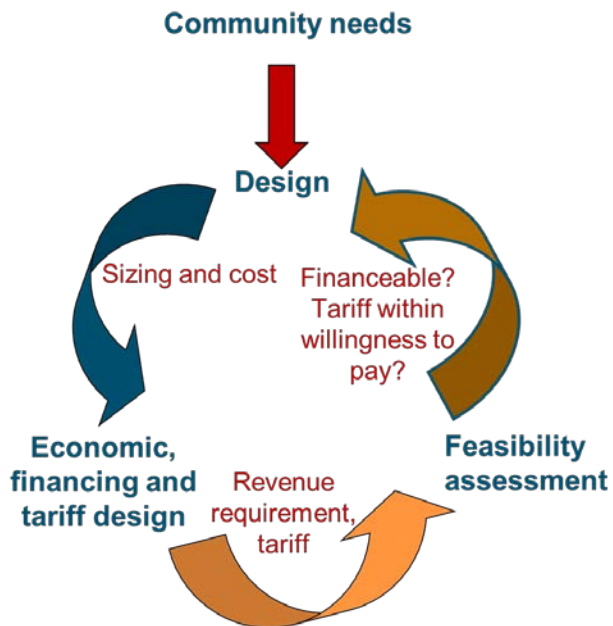 Community needs
Design
Sizing and cost
Financeable?
Tariff within
willingness to
pay?
Economic,
financing and
tariff design
Revenue
requirement,
tariff
Feasibility
assessment